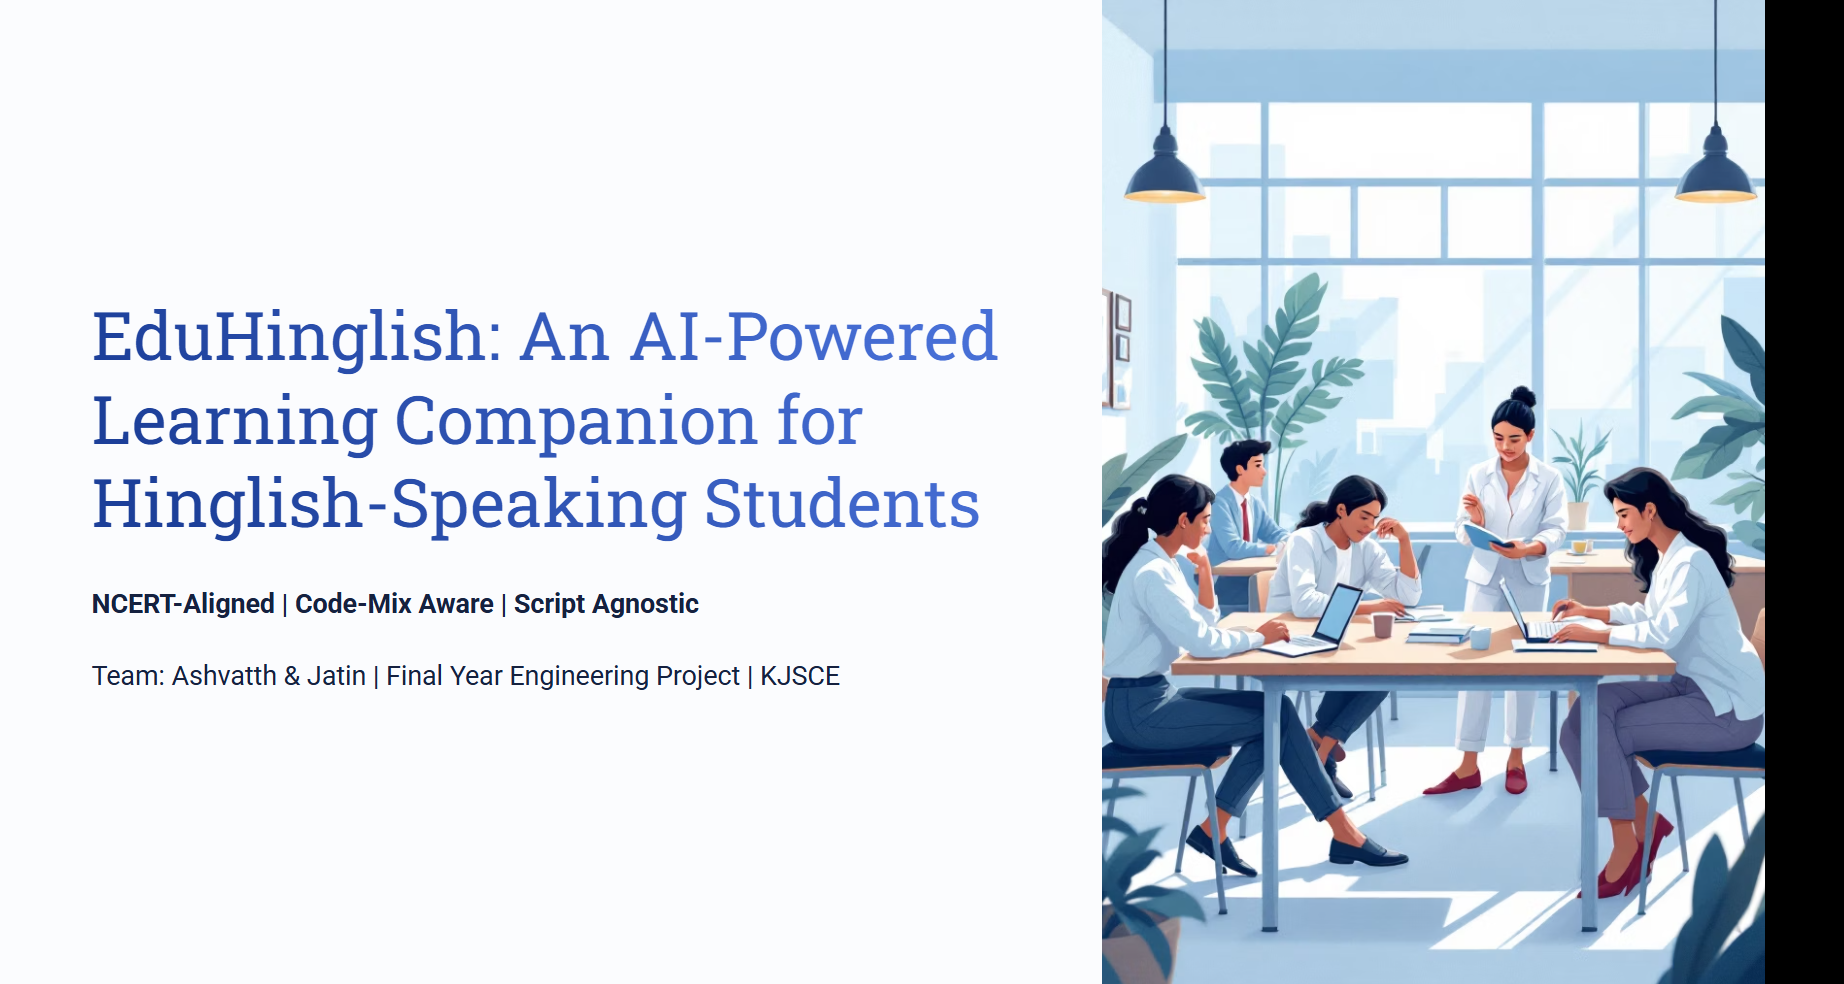 EduHinglish: An AI-Powered
Learning Companion for
Hinglish-Speaking Students
NCERT-Aligned | Code-Mix Aware | Script Agnostic
Team: Ashvatth & Jatin | Final Year Engineering Project | KJSCE